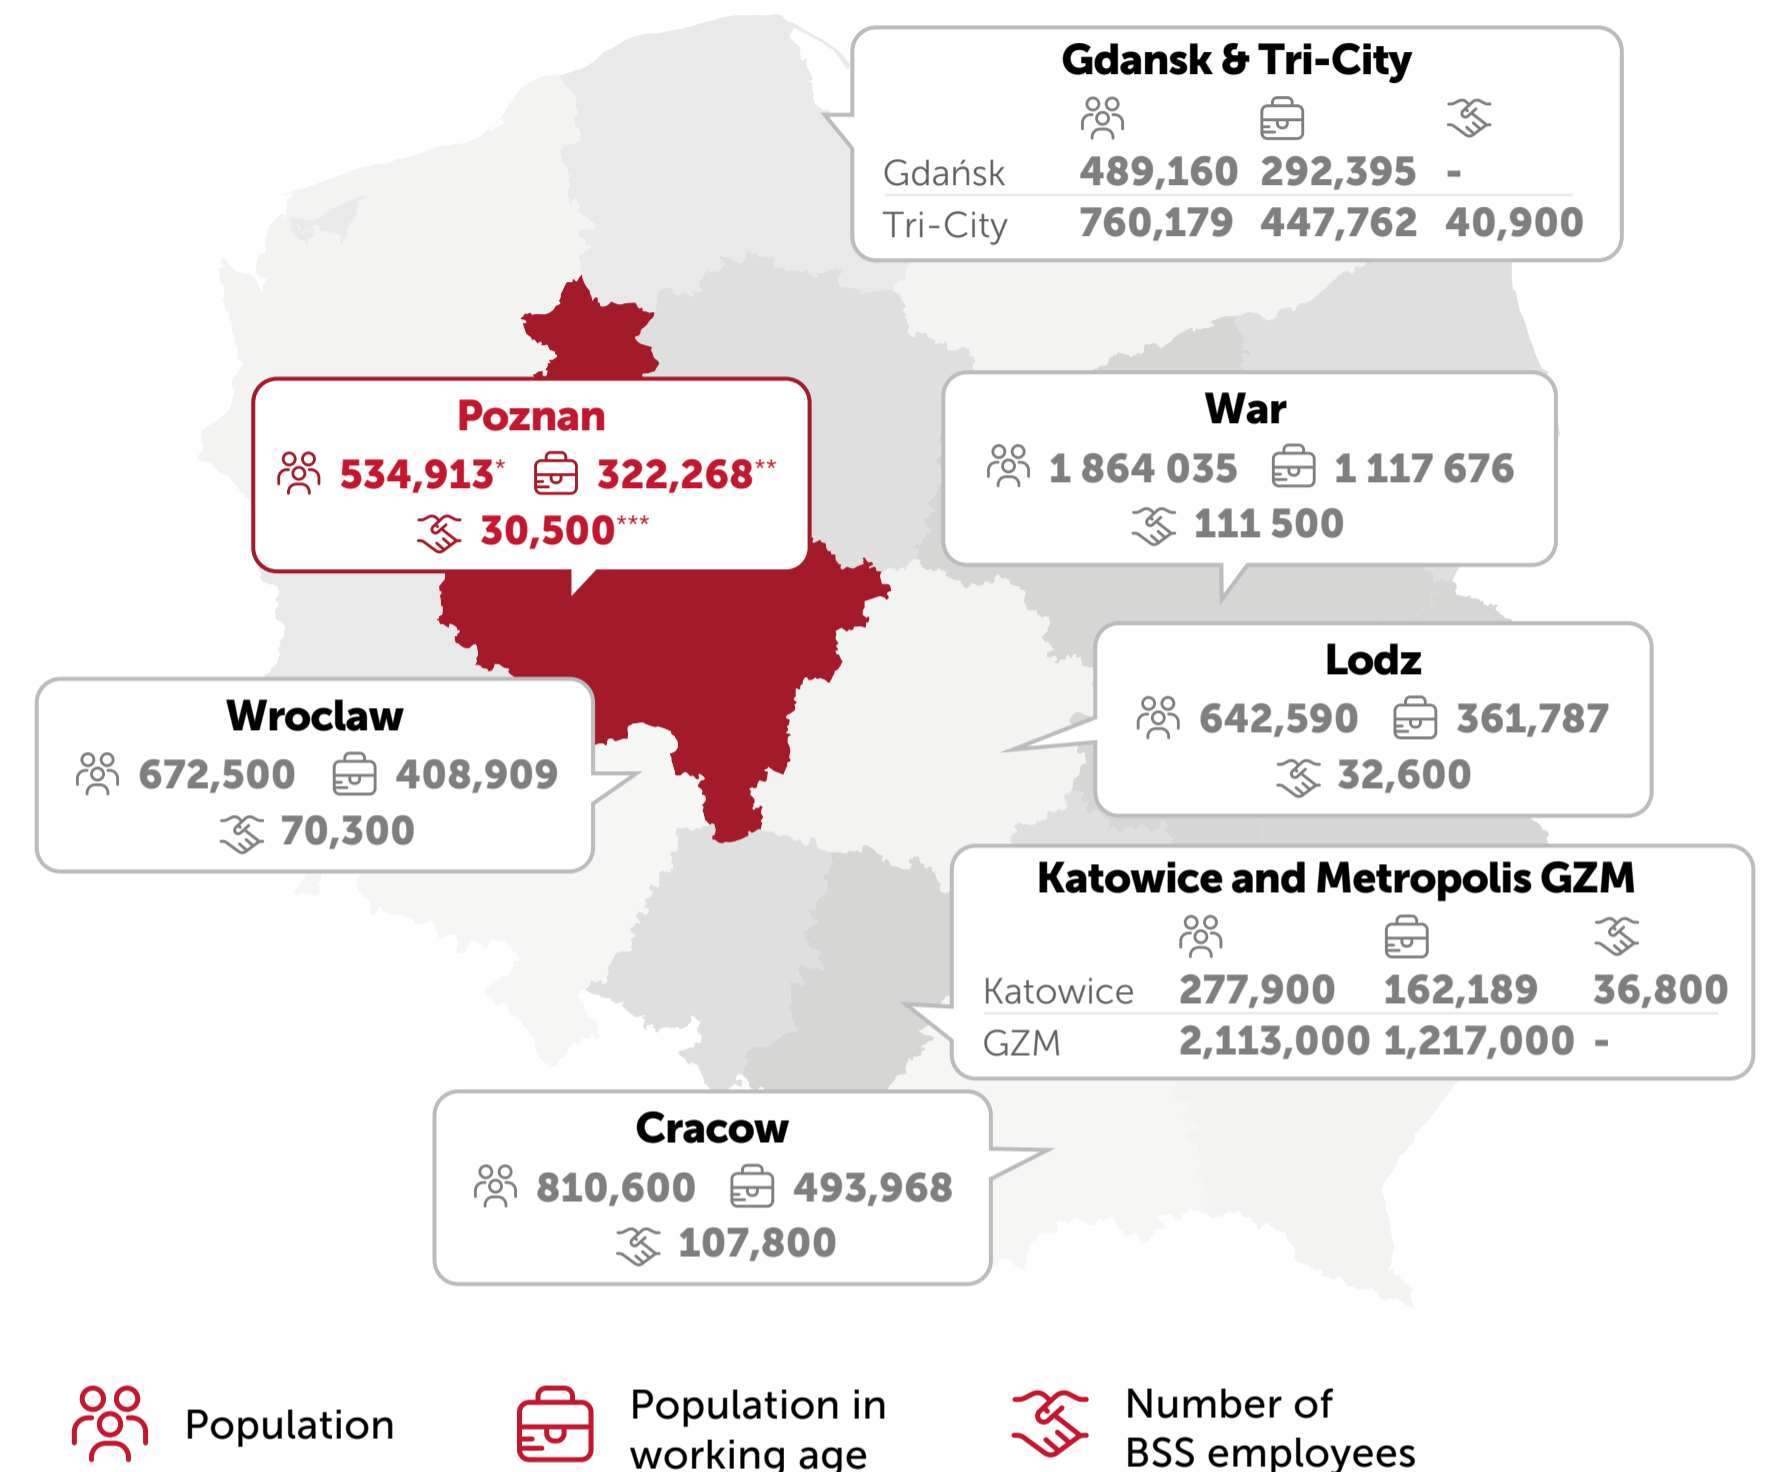 Gdansk & Tri-City
Gdańsk 489,160 292,395 -
Tri-City 760,179 447,762 40,900
Poznan
534,913* 322,268**
30,500***
War
1 864 035 1 117 676
111 500
Lodz
642,590 361,787
32,600
Wroclaw
672,500 408,909
70,300
Katowice and Metropolis GZM
Katowice 277,900 162,189 36,800
GZM 2,113,000 1,217,000 -
Cracow
810,600 493,968
107,800
Population
Population in
working age
Number of
BSS employees